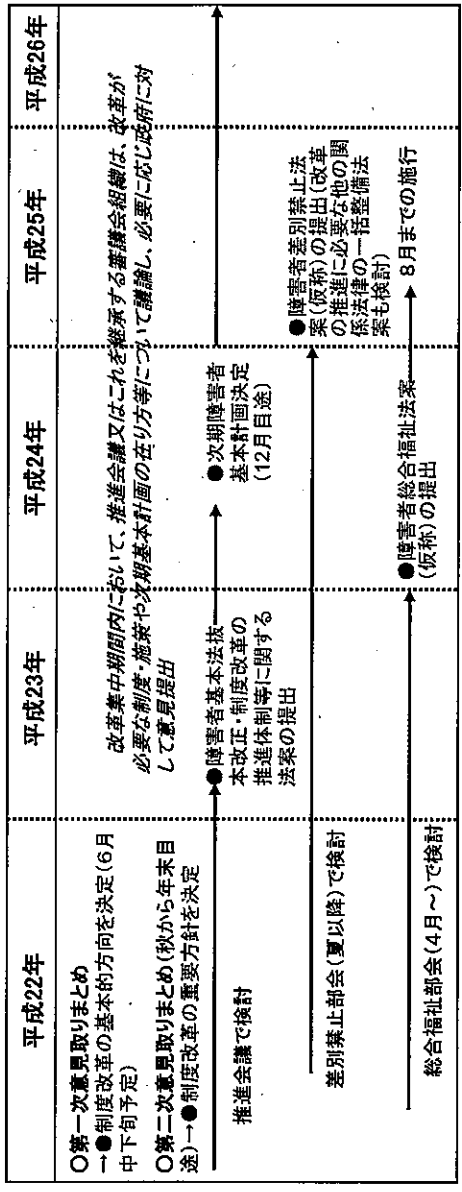 平成22年
平成23年
平成24年
平成25年
平成26年
〇第一次意見取りまとめ
→●制度改革の基本的方向を決定(6月
中下旬予定)
〇第二次意見取りまとめ(秋から年末目
途)→●制度改革の重要方針を決定
改革集中期間内において、推進会議又はこれを継承する審議会組織は、改革が
必要な制度・施策や次期基本計画の在り方等について議論し、必要に応じ政府に対
して意見提出
推進会議で検討
●障害者基本法抜
本改正・制度改革の
推進体制等に関する
法案の提出
●次期障害者
基本計画決定
(12月目途)
差別禁止部会(夏以降)で検討
●障害者差別禁止法
案(仮称)の提出(改革
の推進に必要な他の関
係法律の一括整備法
案も検討)
総合福祉部会(4月~)で検討
●障害者総合福祉法案
(仮称)の提出
8月までの施行